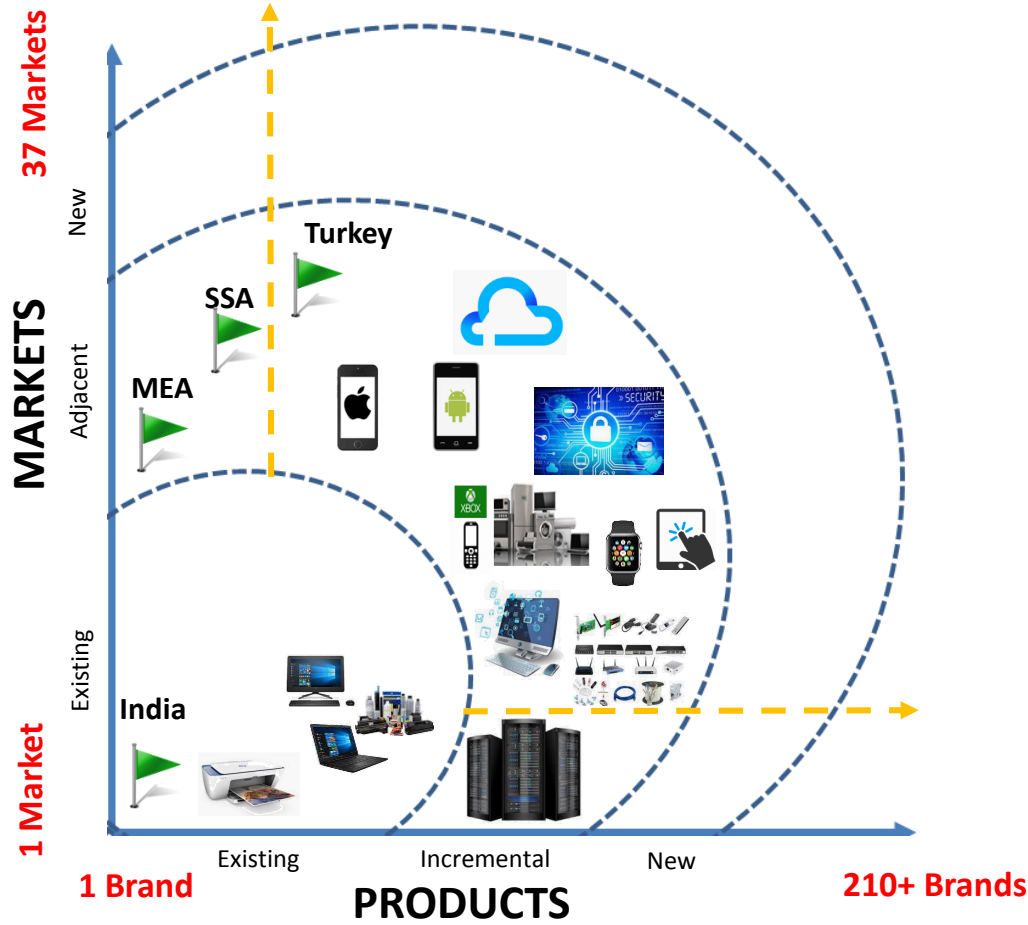 37 Markets
New
Turkey
SSA
MARKETS
Adjacent
MEA
SECURITY
XBOX
Existing
India
1 Market
Existing
Incremental
New
1 Brand
PRODUCTS
210+ Brands